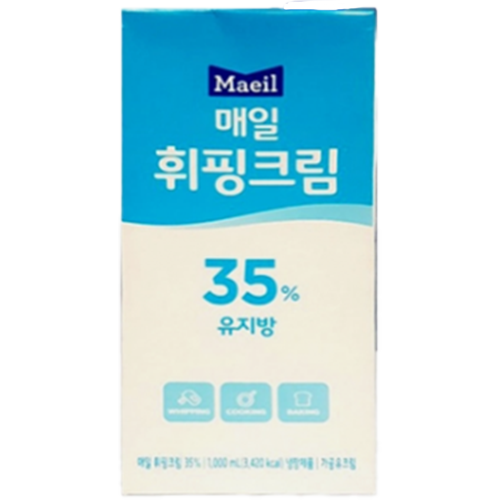 Maeil
매일
휘핑크림
35%
유지방
WHIPPING COOKING BAKING
매일 휘핑크림 35% | 1,000 mL (3,420 kcal) 냉장제품 | 가공유크림